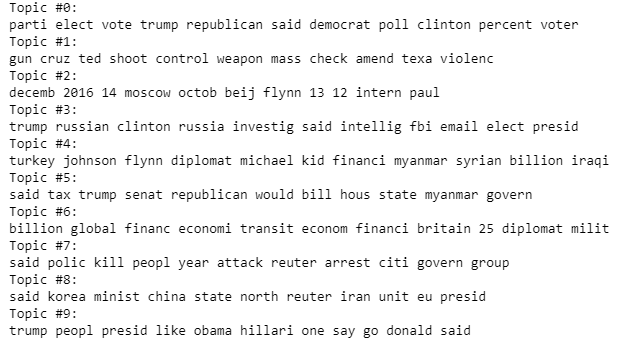 Topic #0:
parti elect vote trump republican said democrat poll clinton percent voter
Topic #1:
gun cruz ted shoot control weapon mass check amend texa violenc
Topic #2:
decemb 2016 14 moscow octob beij flynn 13 12 intern paul
Topic #3:
trump russian clinton russia investig said intellig fbi email elect presid
Topic #4:
turkey johnson flynn diplomat michael kid financi myanmar syrian billion iraqi
Topic #5:
said tax trump senat republican would bill hous state myanmar govern
Topic #6:
billion global financ economi transit econom financi britain 25 diplomat milit
Topic #7:
said polic kill peopl year attack reuter arrest citi govern group
Topic #8:
said korea minist china state north reuter iran unit eu presid
Topic #9:
trump peopl presid like obama hillari one say go donald said